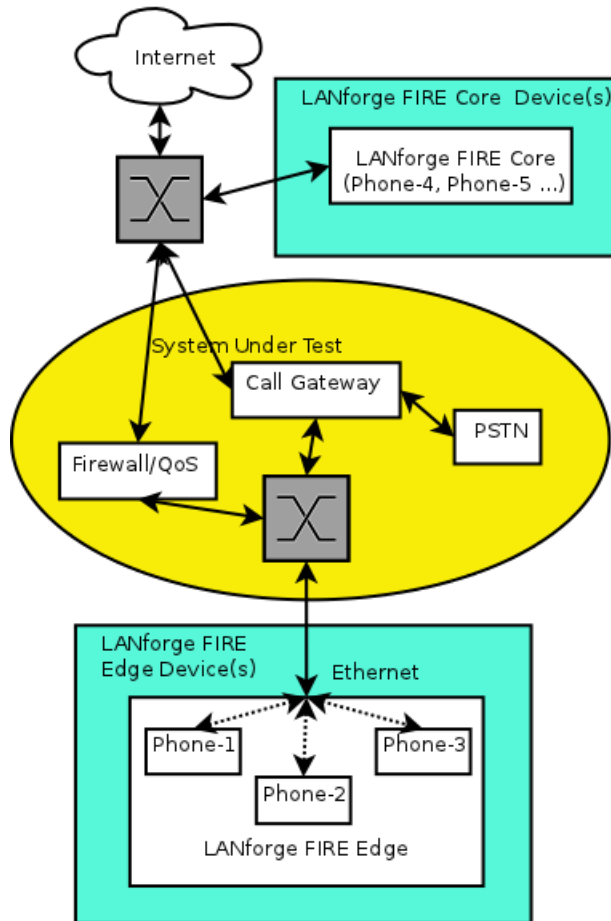 Internet
LANforge FIRE Core  Device(s)
LANforge FIRE Core
(Phone-4, Phone-5 ...)
System Under Test
Call Gateway
PSTN
Firewall/QoS
LANforge FIRE
Edge Device(s)
Ethernet
Phone-1
Phone-3
Phone-2
LANforge FIRE Edge